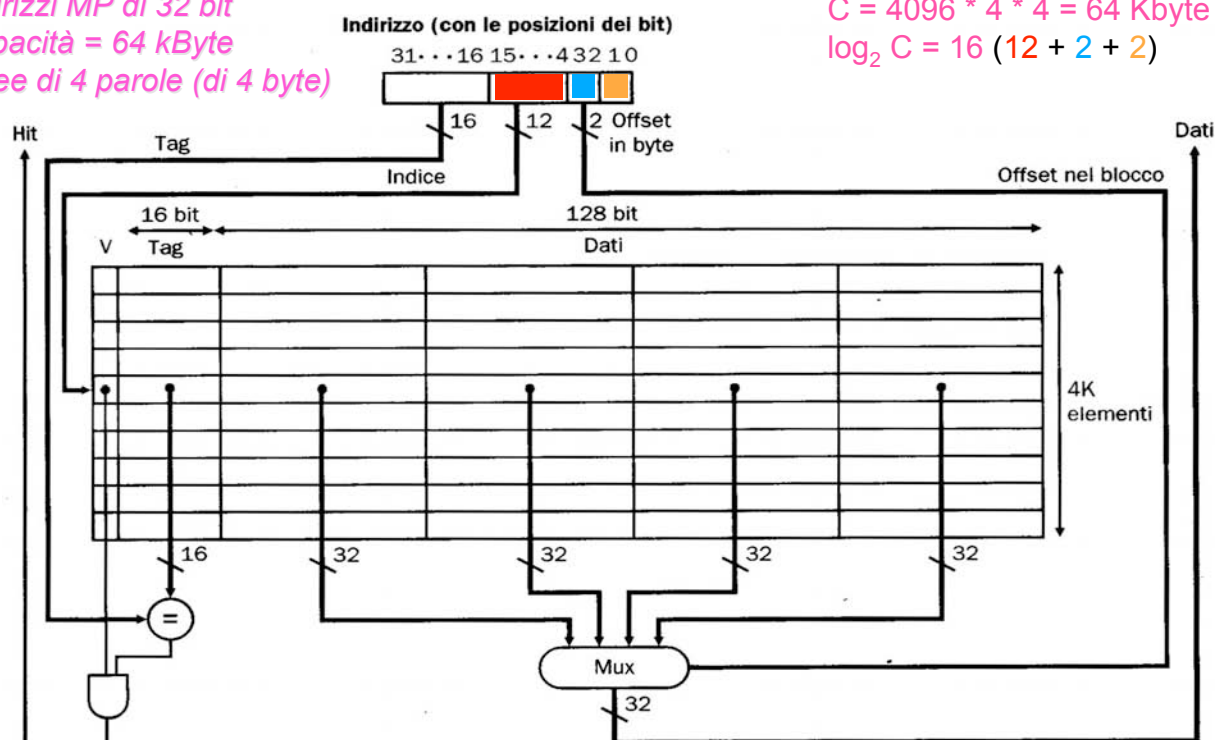 rizzi MP di 32 bit
pacità = 64 kByte
ee di 4 parole (di 4 byte)
C = 4096 * 4 * 4 = 64 Kbyte
log2 C = 16 (12 + 2 + 2)
Indirizzo (con le posizioni dei bit)
31···16 15···4 3 2 1 0
16 12 2 Offset
in byte
Hit
Tag
Dati
Indice
Offset nel blocco
16 bit
128 bit
V Tag
Dati
4K
elementi
16 32 32 32 32
=
Mux
32